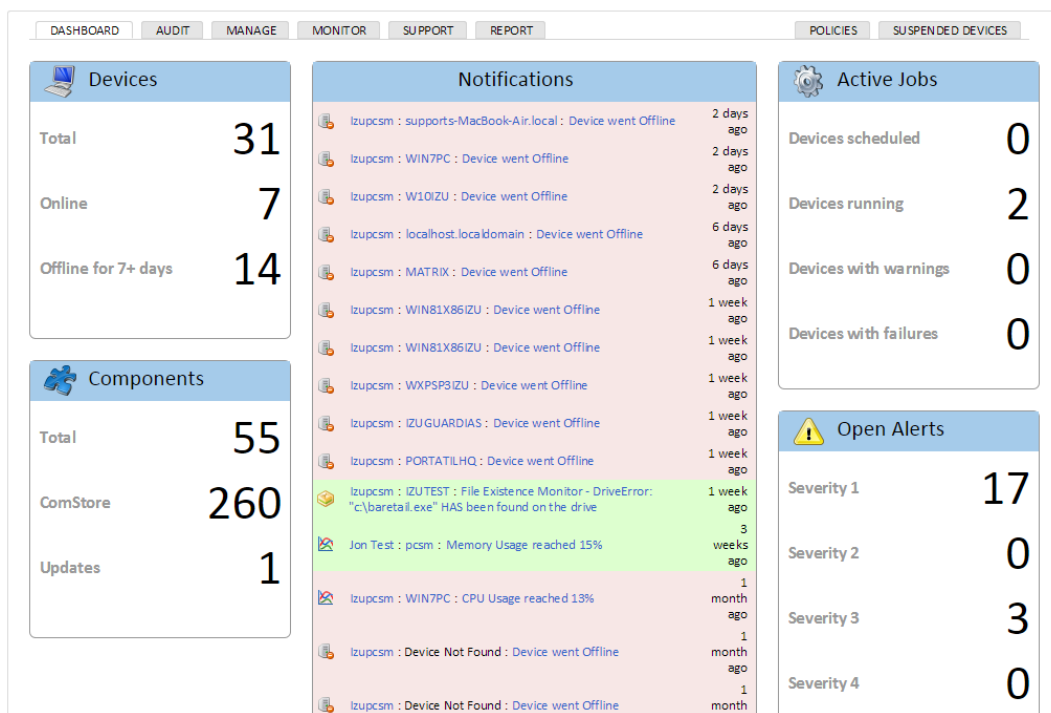 DASHBOARD AUDIT MANAGE MONITOR SUPPORT REPORT POLICIES SUSPENDED DEVICES
Devices
Total 31
Online 7
Offline for 7+ days 14
Components
Total 55
ComStore 260
Updates 1
Notifications
Izupcsm : supports-MacBook-Air.local : Device went Offline 2 days
ago
Izupcsm : WIN7PC : Device went Offline 2 days
ago
Izupcsm : W10IZU : Device went Offline 2 days
ago
Izupcsm : localhost.localdomain : Device went Offline 6 days
ago
Izupcsm : MATRIX : Device went Offline 6 days
ago
Izupcsm : WIN81X86IZU : Device went Offline 1 week
ago
Izupcsm : WIN81X86IZU : Device went Offline 1 week
ago
Izupcsm : WXPSP3IZU : Device went Offline 1 week
ago
Izupcsm : IZUGUARDIAS : Device went Offline 1 week
ago
Izupcsm : PORTATILHQ : Device went Offline 1 week
ago
Izupcsm : IZUTEST : File Existence Monitor - DriveError: 1 week
"c:\baretail.exe" HAS been found on the drive ago
3
Jon Test : pcsm : Memory Usage reached 15% weeks
ago
1
Izupcsm : WIN7PC : CPU Usage reached 13% month
ago
1
Izupcsm : Device Not Found : Device went Offline month
ago
1
Izupcsm : Device Not Found : Device went Offline month
Active Jobs
Devices scheduled 0
Devices running 2
Devices with warnings 0
Devices with failures 0
Open Alerts
Severity 1 17
Severity 2 0
Severity 3 3
Severity 4 0